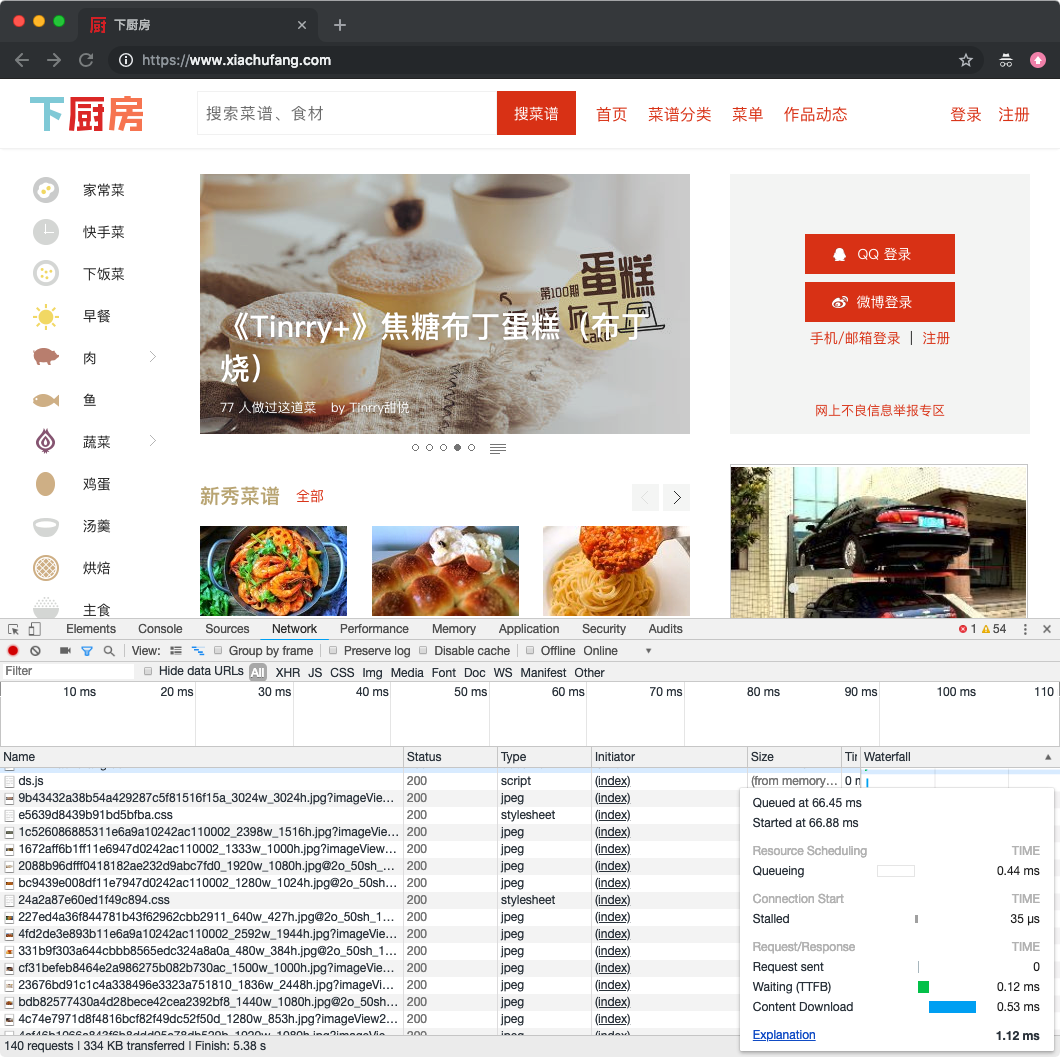 下厨房
https://www.xiachufang.com
下厨房
搜索菜谱、食材
搜菜谱
首页 菜谱分类 菜单 作品动态
登录 注册
家常菜
快手菜
下饭菜
早餐
肉
鱼
蔬菜
鸡蛋
汤羹
烘焙
主食
蛋糕
第100期
《Tinrry+》焦糖布丁蛋糕（布丁
烧）
77 人做过这道菜 by Tinrry甜悦
QQ 登录
微博登录
手机/邮箱登录 | 注册
网上不良信息举报专区
新秀菜谱 全部
Elements Console Sources Network Performance Memory Application Security Audits 1 54
View: Group by frame Preserve log Disable cache Offline Online
Filter Hide data URLs All XHR JS CSS Img Media Font Doc WS Manifest Other
10 ms 20 ms 30 ms 40 ms 50 ms 60 ms 70 ms 80 ms 90 ms 100 ms 110
Name Status Type Initiator Size Waterfall
ds.js 200 script (index) (from memory… 0 m
9b43432a38b54a429287c5f81516f15a_3024w_3024h.jpg?imageVie… 200 jpeg (index)
e5639d8439b91bd5bfba.css 200 stylesheet (index)
1c526086885311e6a9a10242ac110002_2398w_1516h.jpg?imageVi… 200 jpeg (index)
1672aff6b1ff11e6947d0242ac110002_1333w_1000h.jpg?imageView… 200 jpeg (index)
2088b96dfff0418182ae232d9abc7fd0_1920w_1080h.jpg@2o_50sh_… 200 jpeg (index)
bc9439e008df11e7947d0242ac110002_1280w_1024h.jpg@2o_50sh… 200 jpeg (index)
24a2a87e60ed1f49c894.css 200 stylesheet (index)
227ed4a36f844781b43f62962cbb2911_640w_427h.jpg@2o_50sh_1… 200 jpeg (index)
4fd2de3e893b11e6a9a10242ac110002_2592w_1944h.jpg?imageVi… 200 jpeg (index)
331b9f303a644cbbb8565edc324a8a0a_480w_384h.jpg@2o_50sh_1… 200 jpeg (index)
cf31befeb8464e2a986275b082b730ac_1500w_1000h.jpg?imageVi… 200 jpeg (index)
23676bd91c1c4a338496e3323a751810_1836w_2448h.jpg?imageVi… 200 jpeg (index)
bdb82577430a4d28bece42cea2392bf8_1440w_1080h.jpg@2o_50sh… 200 jpeg (index)
4c74e7971d8f4816bcf82f49dc52f50d_1280w_853h.jpg?imageView2… 200 jpeg (index)
Queued at 66.45 ms
Started at 66.88 ms
Resource Scheduling TIME
Queueing 0.44 ms
Connection Start TIME
Stalled 35 μs
Request/Response TIME
Request sent 0
Waiting (TTFB) 0.12 ms
Content Download 0.53 ms
Explanation 1.12 ms
140 requests | 334 KB transferred | Finish: 5.38 s